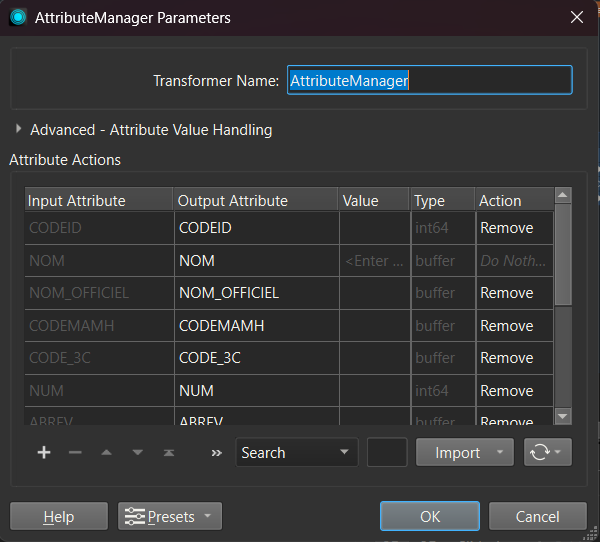 AttributeManager Parameters
Transformer Name: AttributeManager
Advanced - Attribute Value Handling
Attribute Actions
Input Attribute Output Attribute Value Type Action
CODEID CODEID int64 Remove
NOM NOM <Enter ... buffer Do Noth...
NOM_OFFICIEL NOM_OFFICIEL buffer Remove
CODEMAMH CODEMAMH buffer Remove
CODE_3C CODE_3C buffer Remove
NUM NUM int64 Remove
ABREV ABREV buffer Remove
Search Import
Help Presets OK Cancel